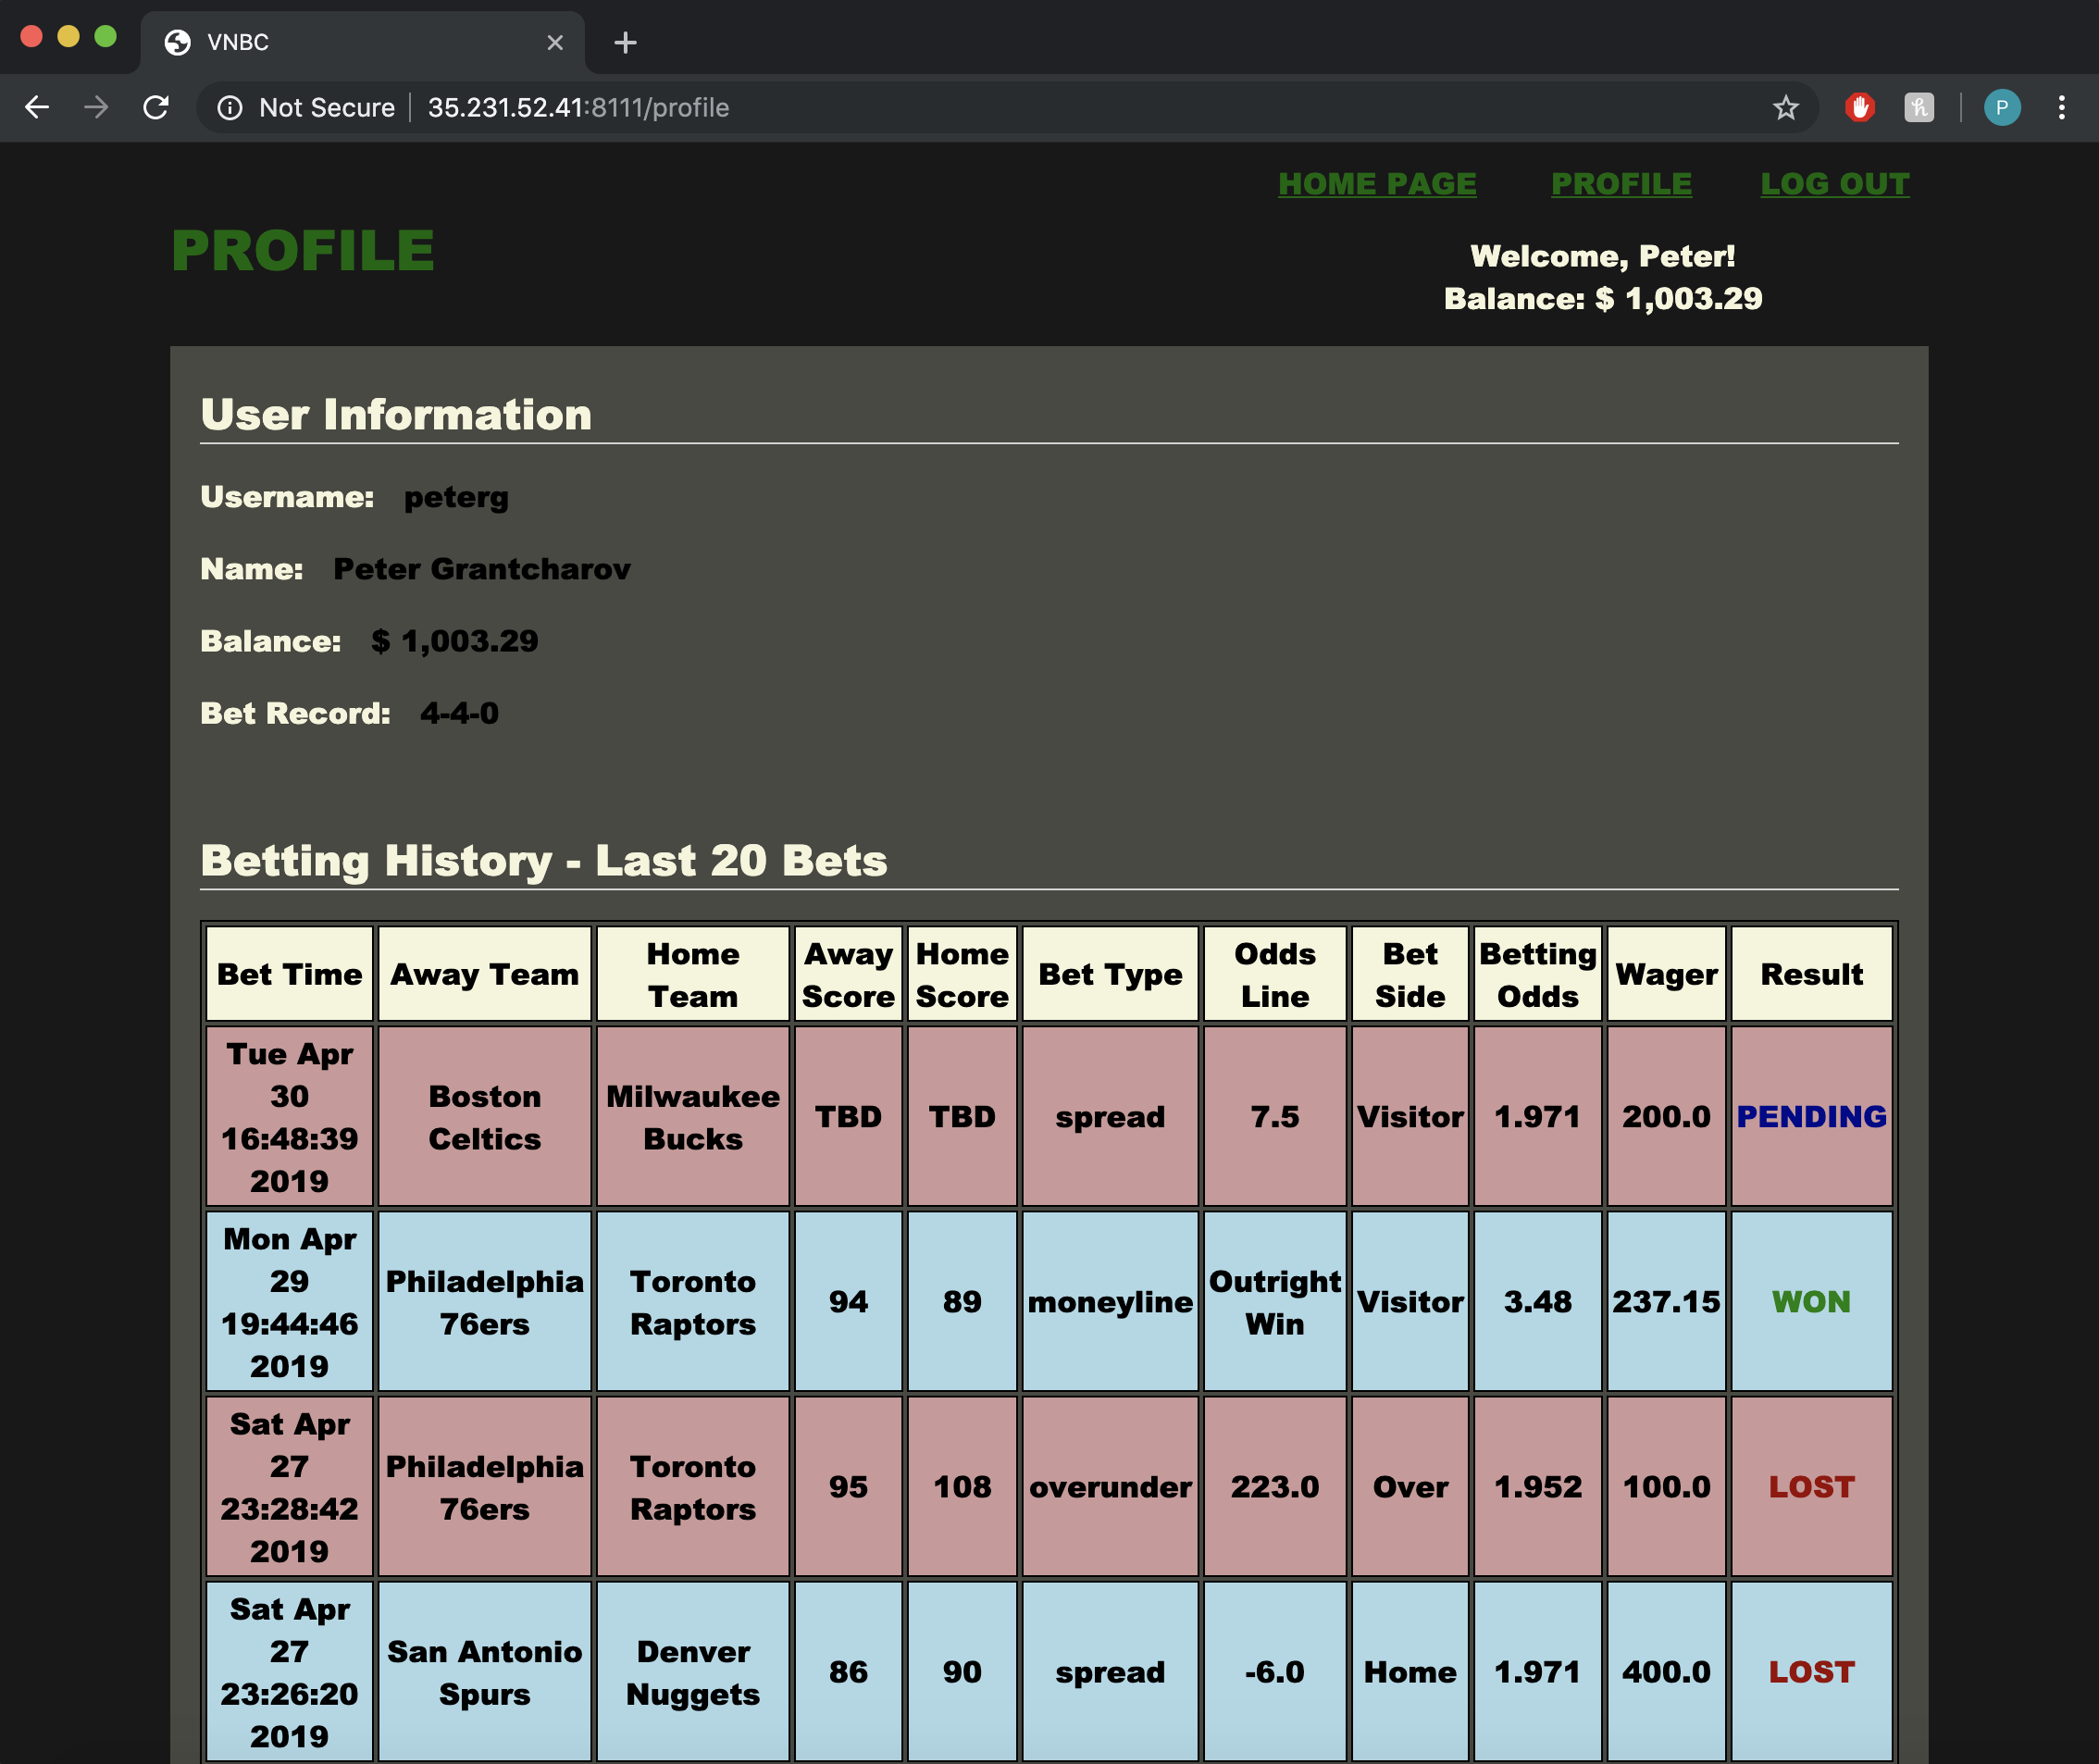 VNBC
Not Secure 35.231.52.41:8111/profile
P
HOME PAGE PROFILE LOG OUT
PROFILE
Welcome, Peter!
Balance: $ 1,003.29
User Information
Username: peterg
Name: Peter Grantcharov
Balance: $ 1,003.29
Bet Record: 4-4-0
Betting History - Last 20 Bets
Bet Time Away Team Home Team Away Score Home Score Bet Type Odds Line Bet Side Betting Odds Wager Result
Tue Apr 30 16:48:39 2019 Boston Celtics Milwaukee Bucks TBD TBD spread 7.5 Visitor 1.971 200.0 PENDING
Mon Apr 29 19:44:46 2019 Philadelphia 76ers Toronto Raptors 94 89 moneyline Outright Win Visitor 3.48 237.15 WON
Sat Apr 27 23:28:42 2019 Philadelphia 76ers Toronto Raptors 95 108 overunder 223.0 Over 1.952 100.0 LOST
Sat Apr 27 23:26:20 2019 San Antonio Spurs Denver Nuggets 86 90 spread -6.0 Home 1.971 400.0 LOST